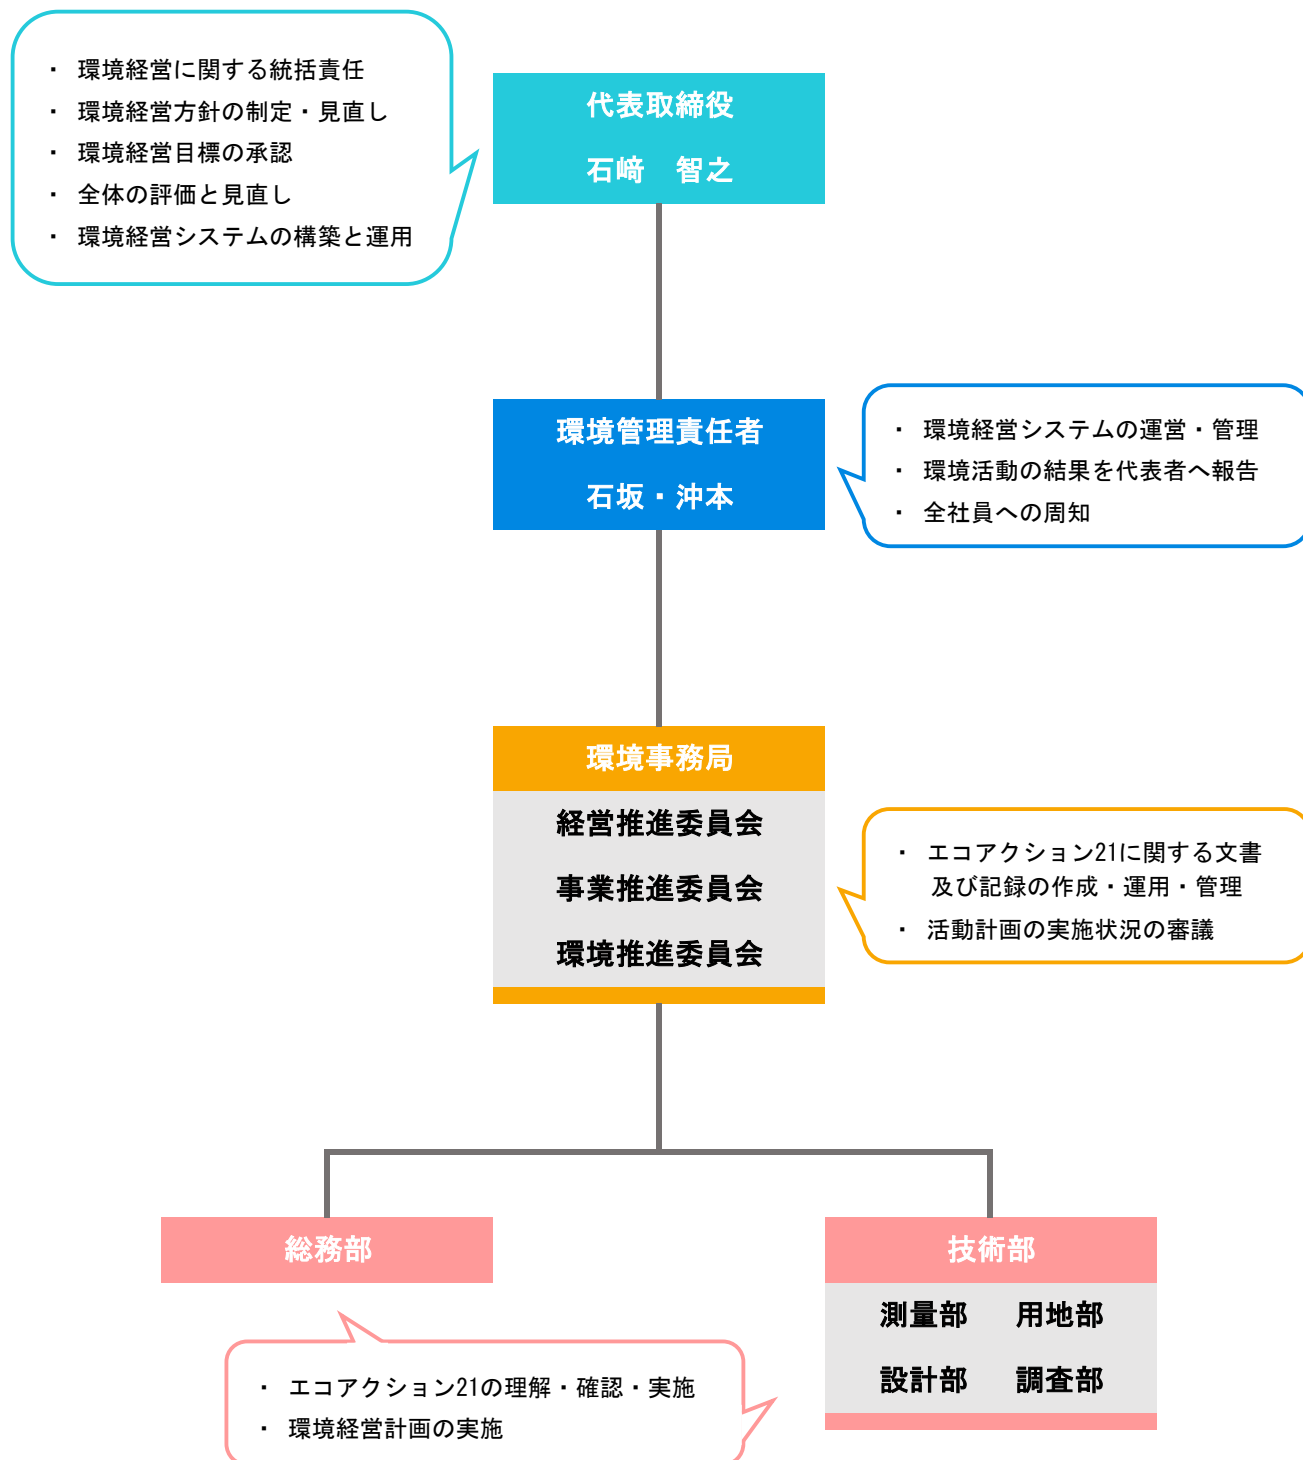 ・ 環境経営に関する統括責任
・ 環境経営方針の制定・見直し
・ 環境経営目標の承認
・ 全体の評価と見直し
・ 環境経営システムの構築と運用
代表取締役
石﨑　智之
環境管理責任者
石坂・沖本
・ 環境経営システムの運営・管理
・ 環境活動の結果を代表者へ報告
・ 全社員への周知
環境事務局
経営推進委員会
事業推進委員会
環境推進委員会
・ エコアクション21に関する文書
及び記録の作成・運用・管理
・ 活動計画の実施状況の審議
総務部
技術部
測量部　用地部
設計部　調査部
・ エコアクション21の理解・確認・実施
・ 環境経営計画の実施